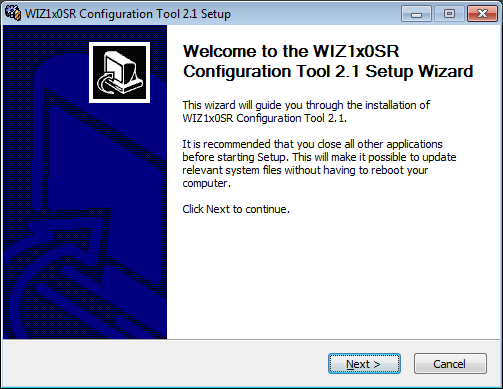 WIZ1x0SR Configuration Tool 2.1 Setup
Welcome to the WIZ1x0SR
Configuration Tool 2.1 Setup Wizard
This wizard will guide you through the installation of
WIZ1x0SR Configuration Tool 2.1.
It is recommended that you close all other applications
before starting Setup. This will make it possible to update
relevant system files without having to reboot your
computer.
Click Next to continue.
Next >
Cancel